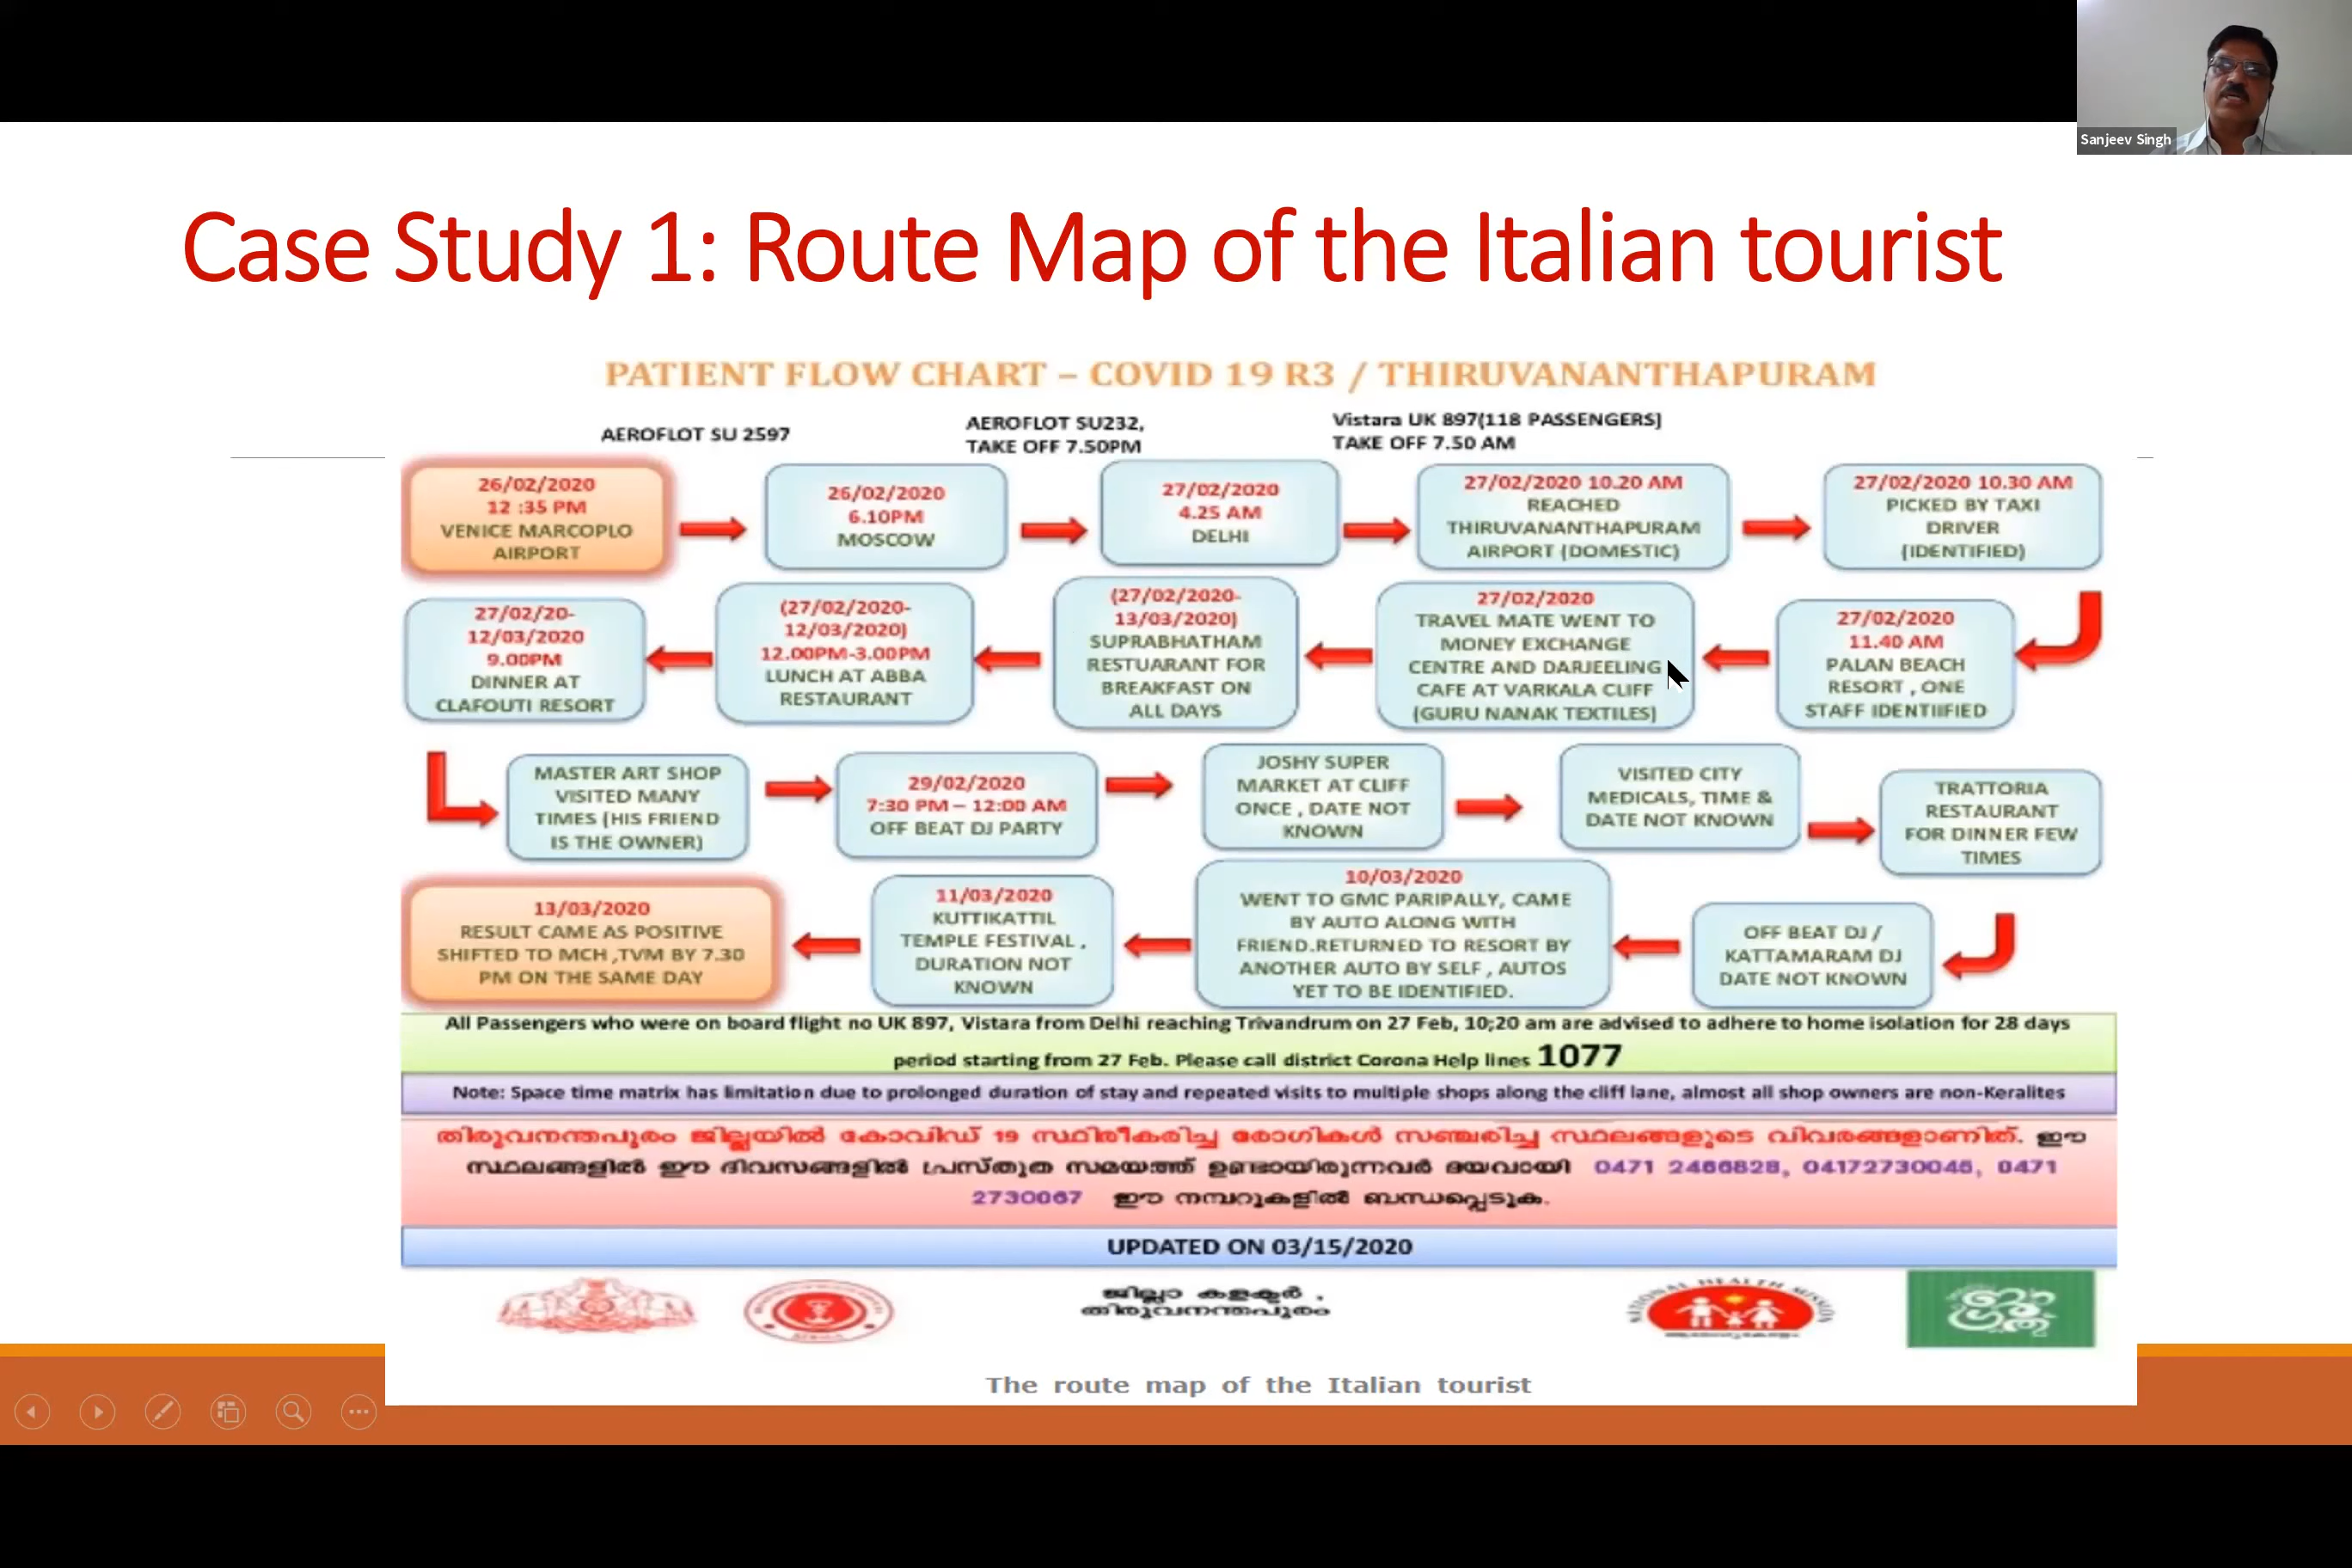 Sanjeev Singh
Case Study 1: Route Map of the Italian tourist
PATIENT FLOW CHART – COVID 19 R3 / THIRUVANANTHAPURAM
AEROFLOT SU 2597
AEROFLOT SU232,
TAKE OFF 7.50PM
Vistara UK 897(118 PASSENGERS)
TAKE OFF 7.50 AM
26/02/2020
12 :35 PM
VENICE MARCOPLO
AIRPORT
26/02/2020
6.10PM
MOSCOW
27/02/2020
4.25 AM
DELHI
27/02/2020 10.20 AM
REACHED
THIRUVANANTHAPURAM
AIRPORT (DOMESTIC)
27/02/2020 10.30 AM
PICKED BY TAXI
DRIVER
(IDENTIFIED)
27/02/2020
11.40 AM
PALAN BEACH
RESORT , ONE
STAFF IDENTIIFIED
27/02/2020
TRAVEL MATE WENT TO
MONEY EXCHANGE
CENTRE AND DARJEELING
CAFE AT VARKALA CLIFF
(GURU NANAK TEXTILES)
(27/02/2020-
13/03/2020)
SUPRABHATHAM
RESTUARANT FOR
BREAKFAST ON
ALL DAYS
(27/02/2020-
12/03/2020)
12.00PM-3.00PM
LUNCH AT ABBA
RESTAURANT
27/02/20-
12/03/2020
9.00PM
DINNER AT
CLAFOUTI RESORT
MASTER ART SHOP
VISITED MANY
TIMES (HIS FRIEND
IS THE OWNER)
29/02/2020
7:30 PM – 12:00 AM
OFF BEAT DJ PARTY
JOSHY SUPER
MARKET AT CLIFF
ONCE , DATE NOT
KNOWN
VISITED CITY
MEDICALS, TIME &
DATE NOT KNOWN
TRATTORIA
RESTAURANT
FOR DINNER FEW
TIMES
OFF BEAT DJ /
KATTAMARAM DJ
DATE NOT KNOWN
10/03/2020
WENT TO GMC PARIPALLY, CAME
BY AUTO ALONG WITH
FRIEND.RETURNED TO RESORT BY
ANOTHER AUTO BY SELF , AUTOS
YET TO BE IDENTIFIED.
11/03/2020
KUTTIKATTIL
TEMPLE FESTIVAL ,
DURATION NOT
KNOWN
13/03/2020
RESULT CAME AS POSITIVE
SHIFTED TO MCH ,TVM BY 7.30
PM ON THE SAME DAY
All Passengers who were on board flight no UK 897, Vistara from Delhi reaching Trivandrum on 27 Feb, 10;20 am are advised to adhere to home isolation for 28 days
period starting from 27 Feb. Please call district Corona Help lines 1077
Note: Space time matrix has limitation due to prolonged duration of stay and repeated visits to multiple shops along the cliff lane, almost all shop owners are non-Keralites
തിരുവനന്തപുരം ജില്ലയിൽ കോവിഡ് 19 സ്ഥിരീകരിച്ച രോഗികൾ സഞ്ചരിച്ച സ്ഥലങ്ങളുടെ വിവരങ്ങളാണിത്. ഈ
സ്ഥലങ്ങളിൽ ഈ ദിവസങ്ങളിൽ പ്രസ്തുത സമയത്ത് ഉണ്ടായിരുന്നവർ ദയവായി 0471 2466828, 04172730045, 0471
2730067 ഈ നമ്പറുകളിൽ ബന്ധപ്പെടുക.
UPDATED ON 03/15/2020
ജില്ലാ കളക്ടർ ,
തിരുവനന്തപുരം
NATIONAL HEALTH MISSION
The route map of the Italian tourist